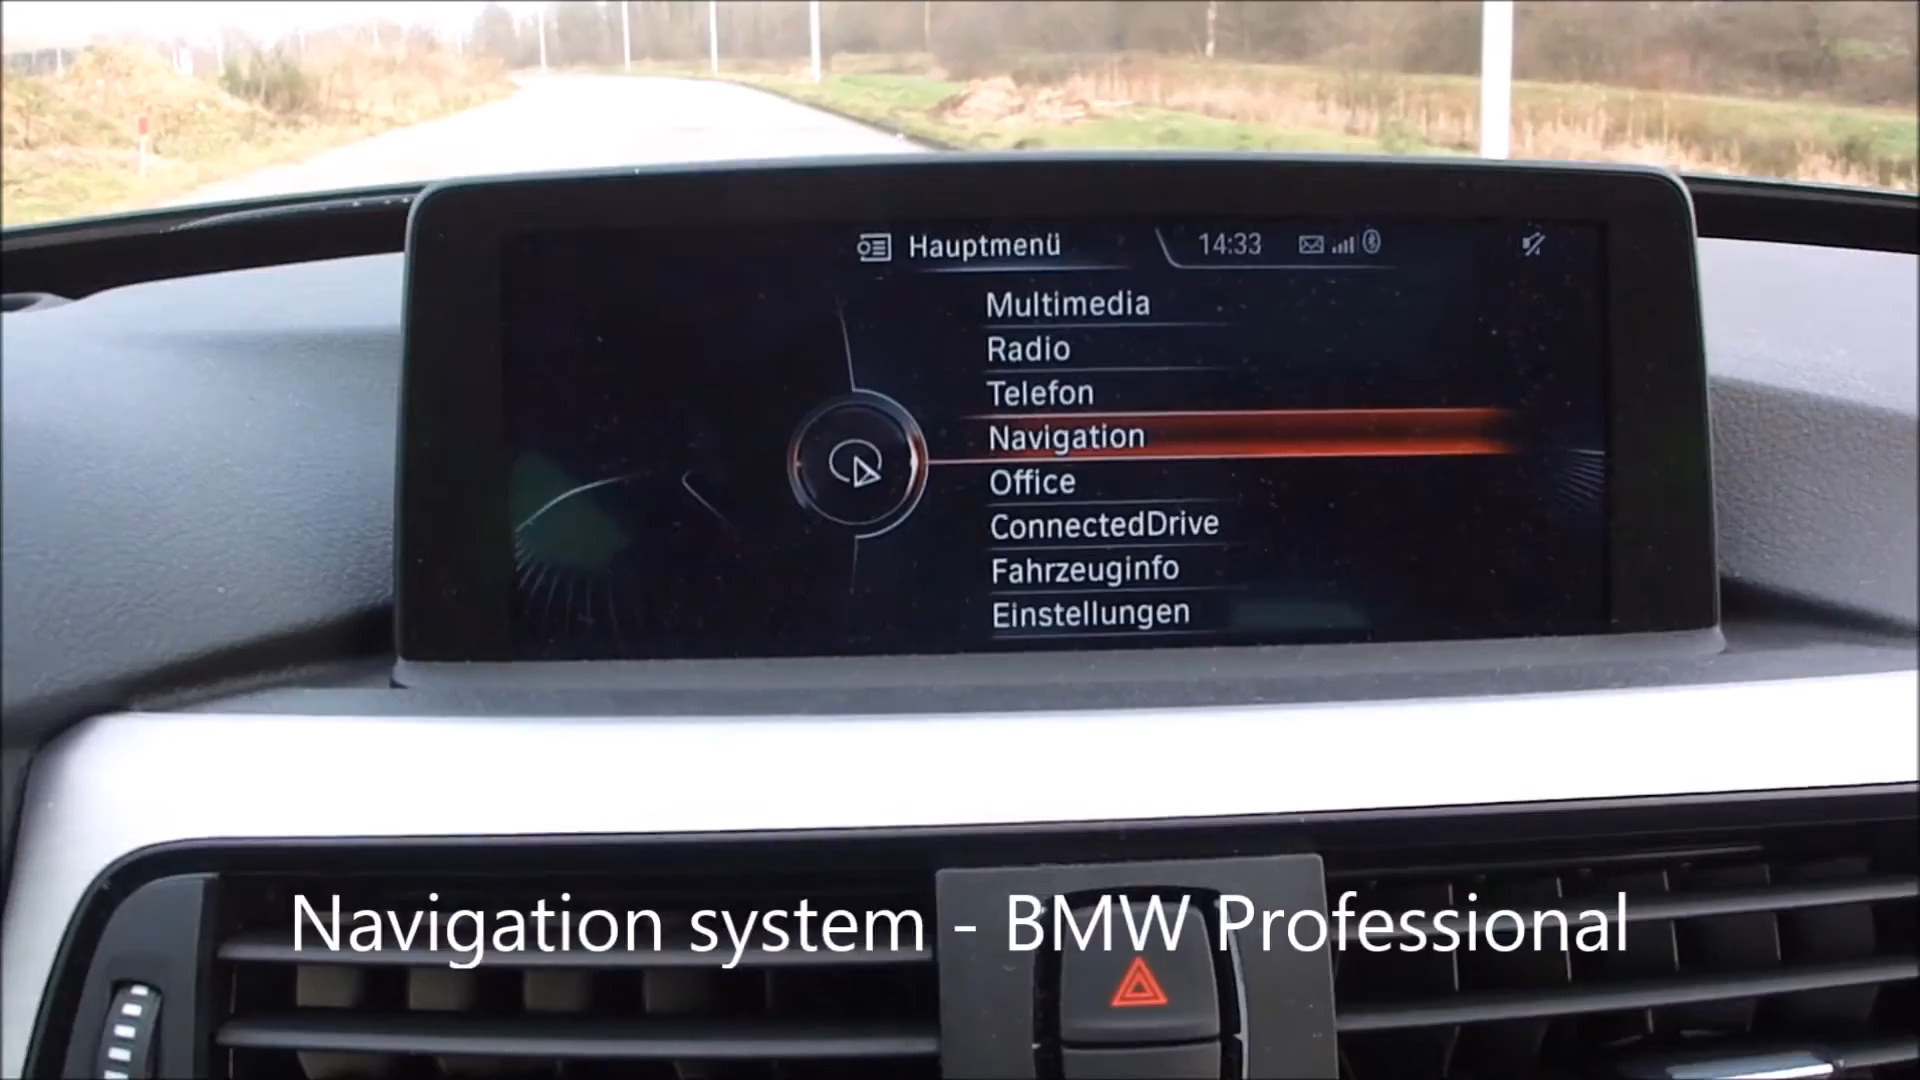 Hauptmenü 14:33
Multimedia
Radio
Telefon
Navigation
Office
ConnectedDrive
Fahrzeuginfo
Einstellungen
Navigation system - BMW Professional